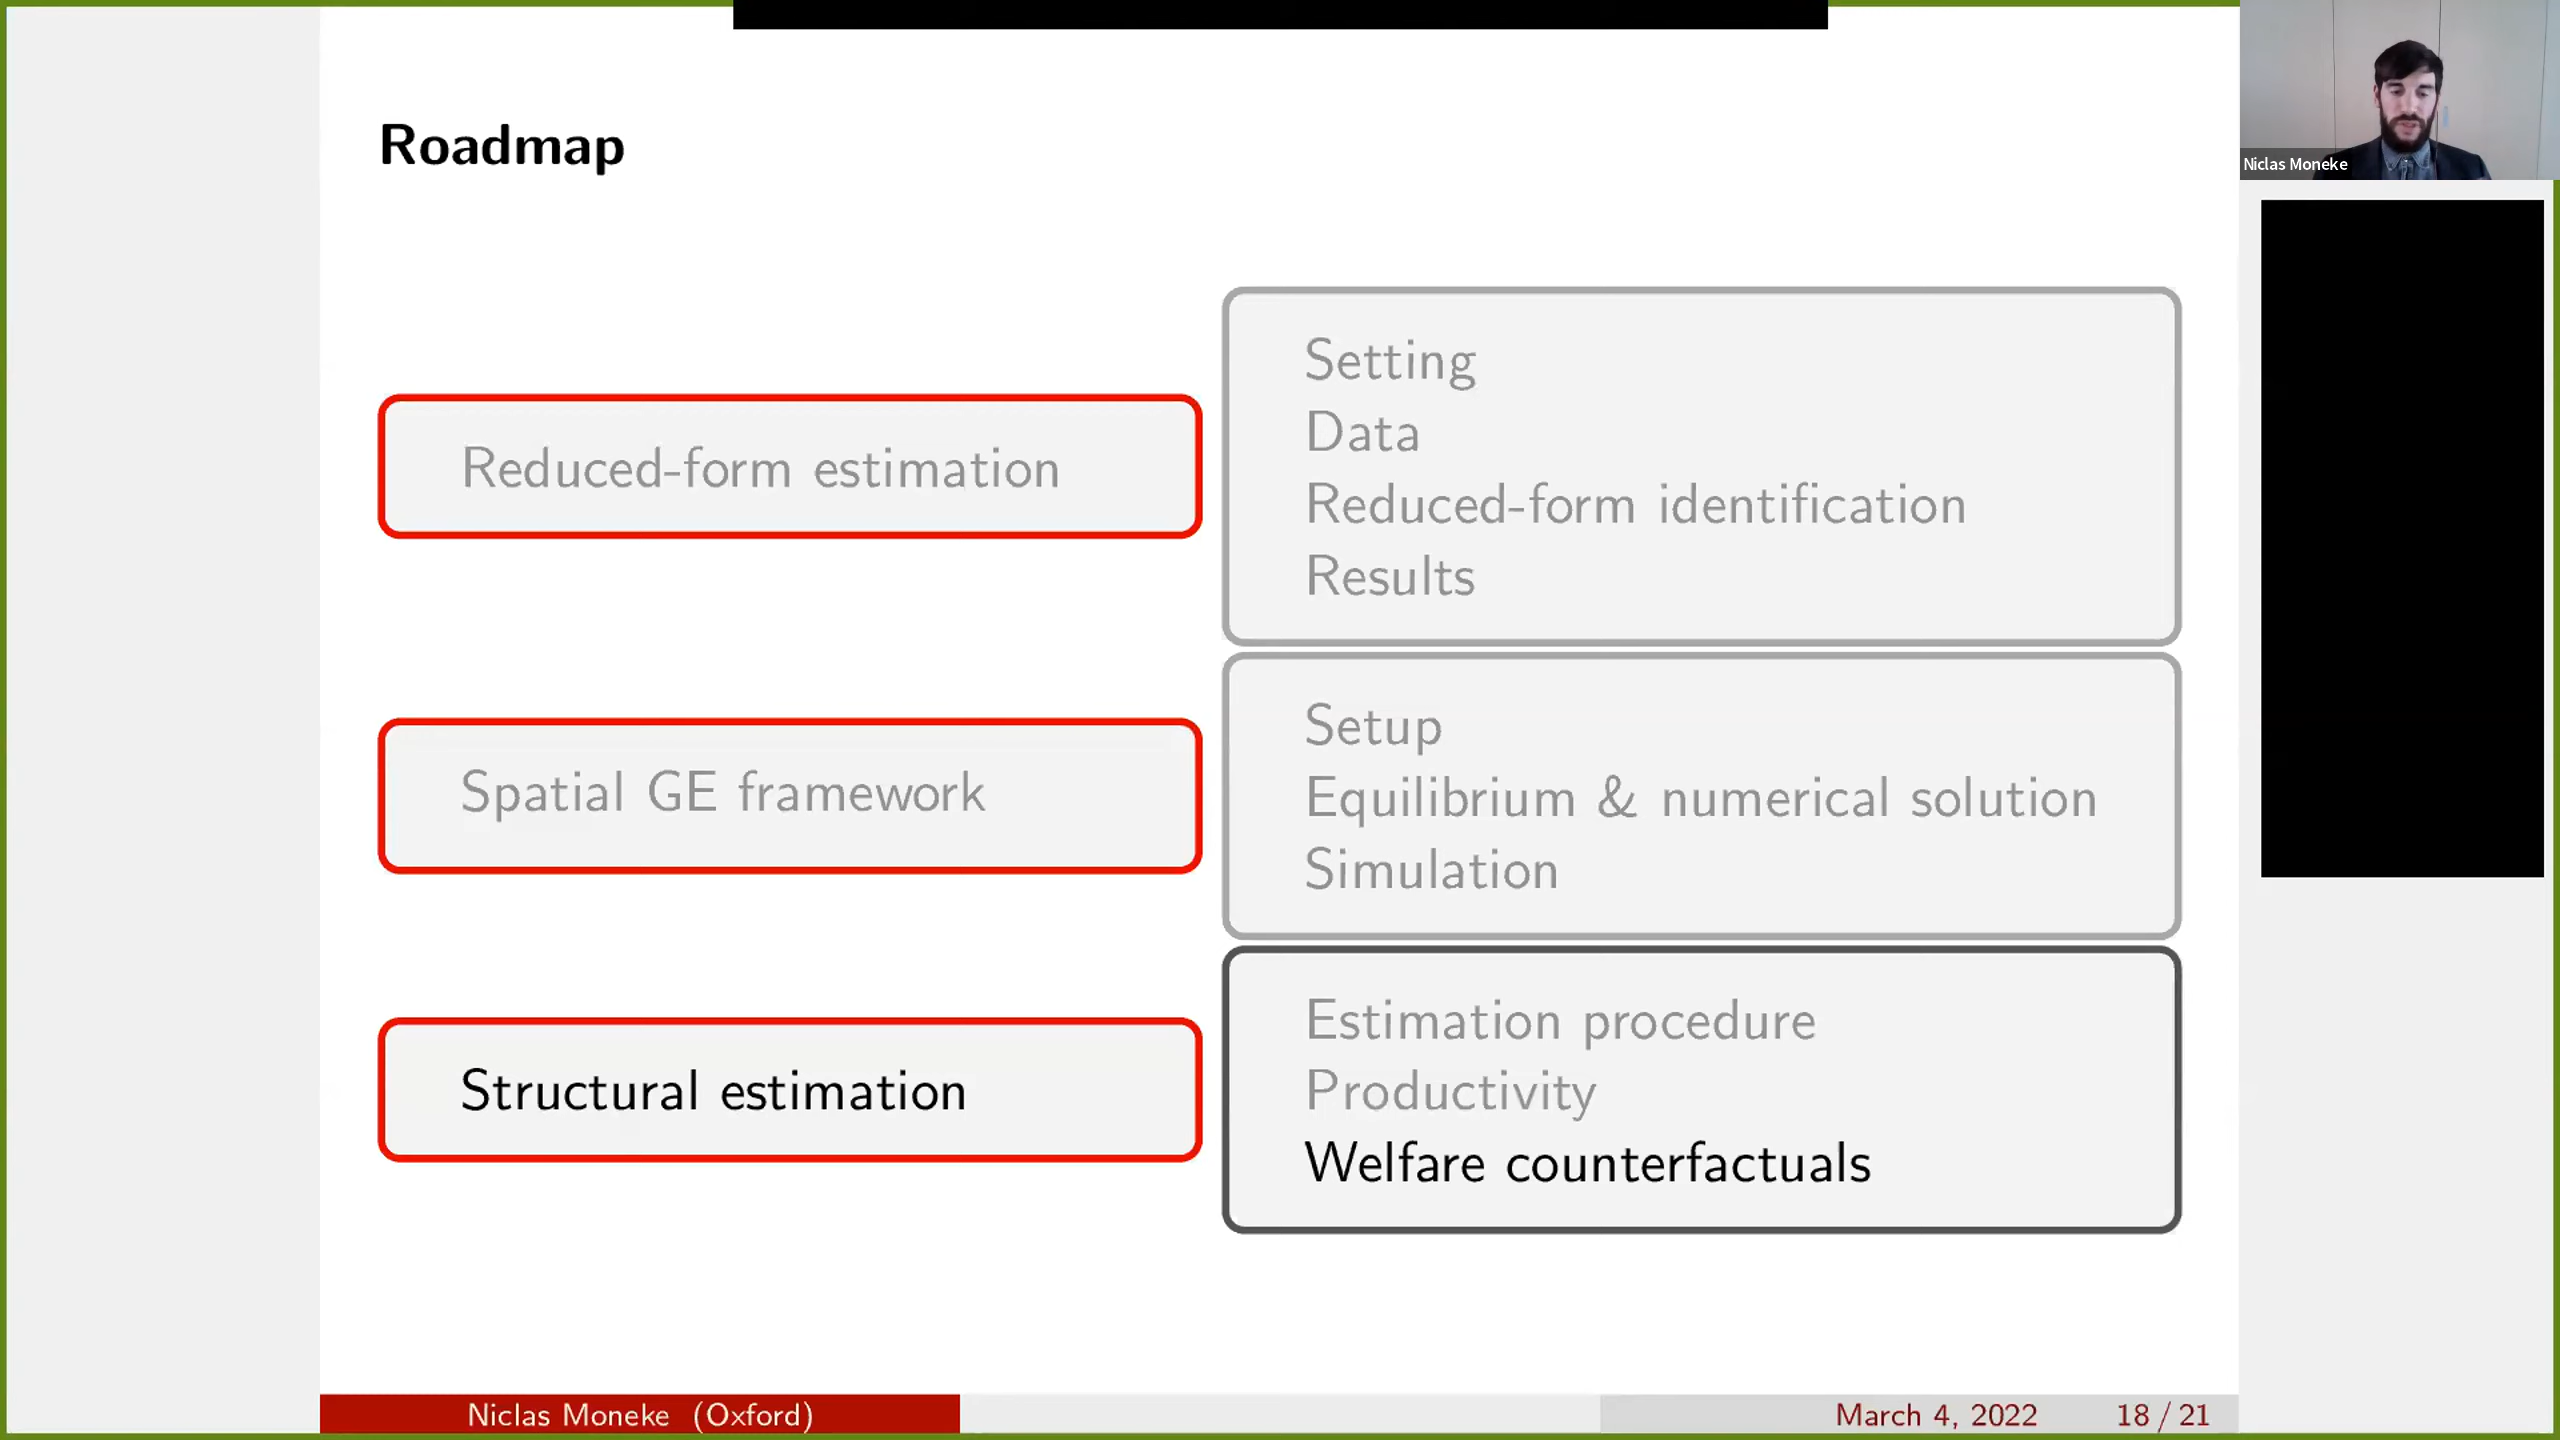 Roadmap
Niclas Moneke
Reduced-form estimation
Setting
Data
Reduced-form identification
Results
Spatial GE framework
Setup
Equilibrium & numerical solution
Simulation
Structural estimation
Estimation procedure
Productivity
Welfare counterfactuals
Niclas Moneke (Oxford)
March 4, 2022
18 / 21